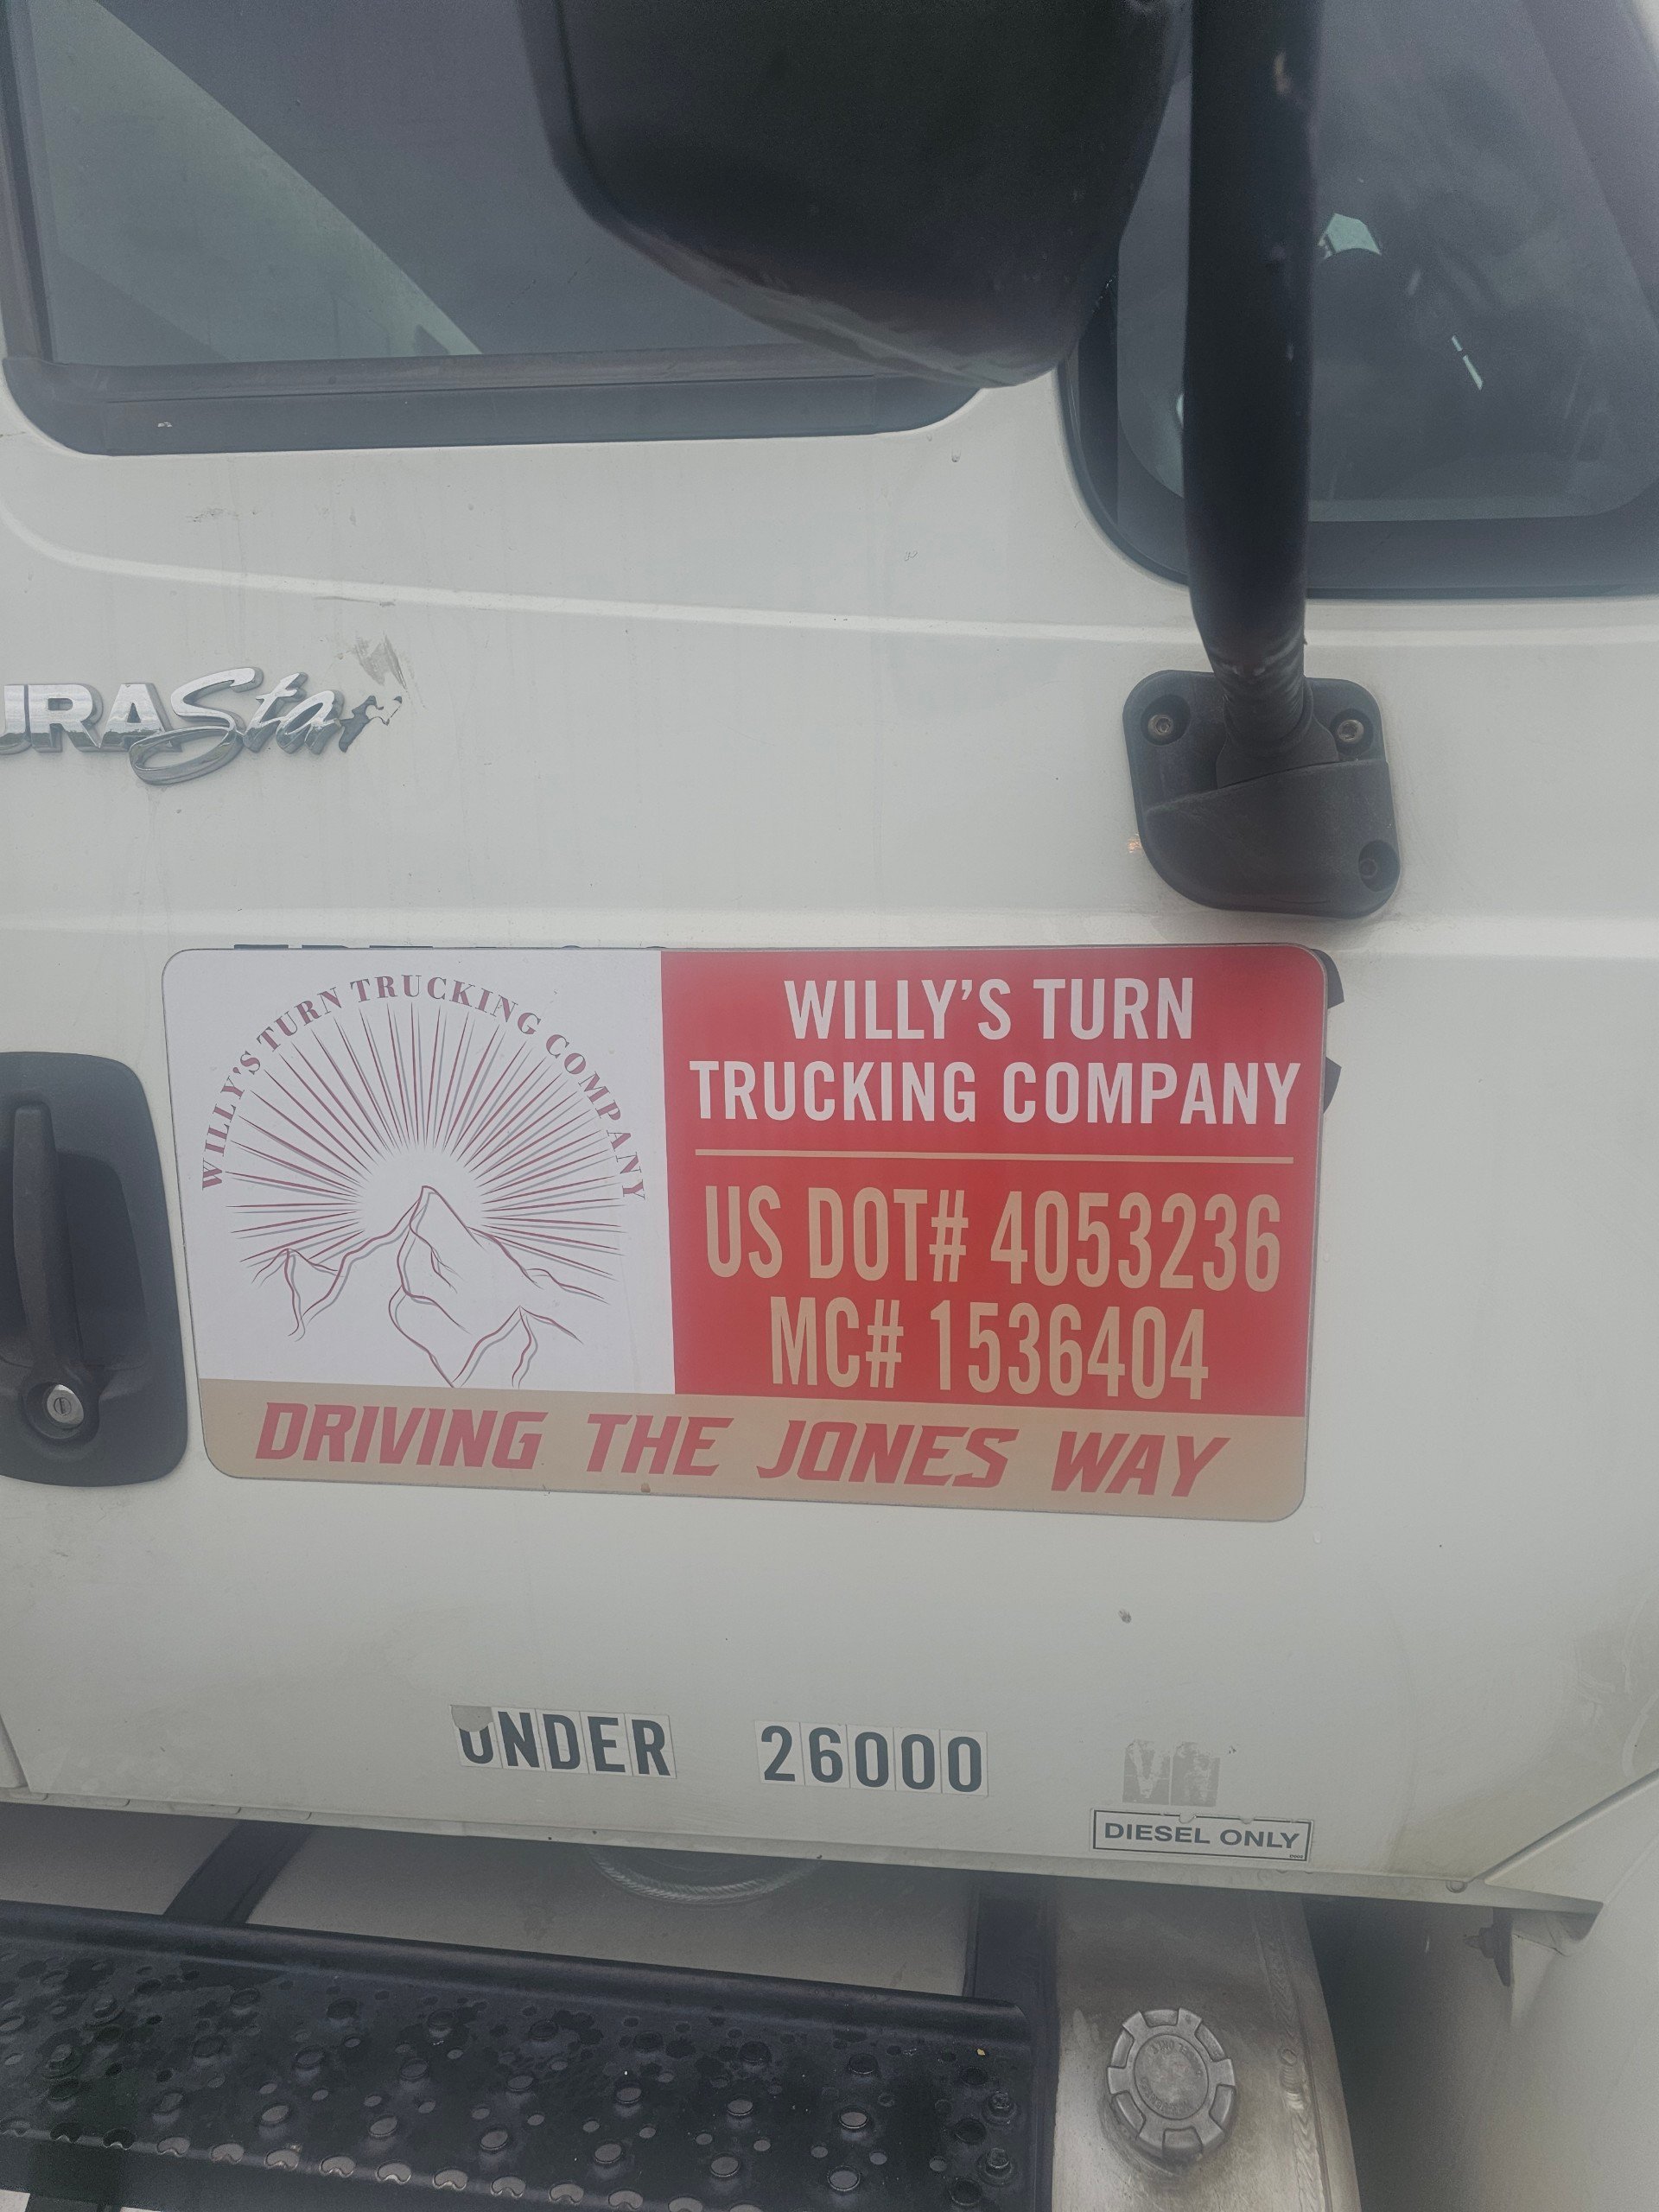 URAStar
WILLY'S TURN TRUCKING COMPANY
WILLY'S TURN
TRUCKING COMPANY
US DOT# 4053236
MC# 1536404
DRIVING THE JONES WAY
UNDER 26000
DIESEL ONLY